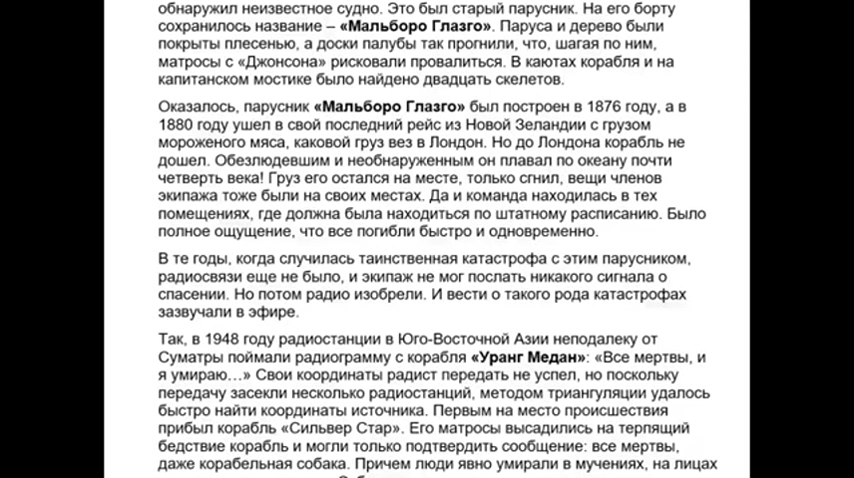 обнаружил неизвестное судно. Это был старый парусник. На его борту
сохранилось название – «Мальборо Глазго». Паруса и дерево были
покрыты плесенью, а доски палубы так прогнили, что, шагая по ним,
матросы с «Джонсона» рисковали провалиться. В каютах корабля и на
капитанском мостике было найдено двадцать скелетов.
Оказалось, парусник «Мальборо Глазго» был построен в 1876 году, а в
1880 году ушел в свой последний рейс из Новой Зеландии с грузом
мороженого мяса, каковой груз вез в Лондон. Но до Лондона корабль не
дошел. Обезлюдевшим и необнаруженным он плавал по океану почти
четверть века! Груз его остался на месте, только сгнил, вещи членов
экипажа тоже были на своих местах. Да и команда находилась в тех
помещениях, где должна была находиться по штатному расписанию. Было
полное ощущение, что все погибли быстро и одновременно.
В те годы, когда случилась таинственная катастрофа с этим парусником,
радиосвязи еще не было, и экипаж не мог послать никакого сигнала о
спасении. Но потом радио изобрели. И вести о такого рода катастрофах
зазвучали в эфире.
Так, в 1948 году радиостанции в Юго-Восточной Азии неподалеку от
Суматры поймали радиограмму с корабля «Уранг Медан»: «Все мертвы, и
я умираю…» Свои координаты радист передать не успел, но поскольку
передачу засекли несколько радиостанций, методом триангуляции удалось
быстро найти координаты источника. Первым на место происшествия
прибыл корабль «Сильвер Стар». Его матросы высадились на терпящий
бедствие корабль и могли только подтвердить сообщение: все мертвы,
даже корабельная собака. Причем люди явно умирали в мучениях, на лицах